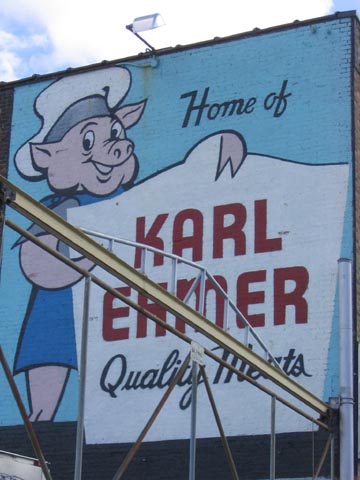 Home of
KARL
EHMER
Quality Meats